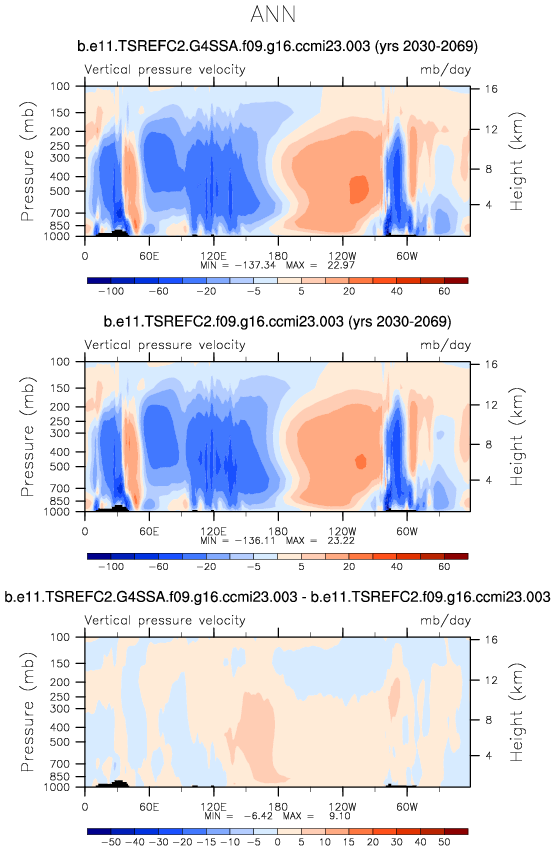 ANN
b.e11.TSREFC2.G4SSA.f09.g16.ccmi23.003 (yrs 2030-2069)
Vertical pressure velocity mb/day
Pressure (mb)
100
150
200
250
300
400
500
700
850
1000
16
12
8
4
Height (km)
0 60E 120E 180 120W 60W
MIN = -137.34 MAX = 22.97
-100 -60 -20 -5 5 20 40 60
b.e11.TSREFC2.f09.g16.ccmi23.003 (yrs 2030-2069)
Vertical pressure velocity mb/day
Pressure (mb)
100
150
200
250
300
400
500
700
850
1000
16
12
8
4
Height (km)
0 60E 120E 180 120W 60W
MIN = -136.11 MAX = 23.22
-100 -60 -20 -5 5 20 40 60
b.e11.TSREFC2.G4SSA.f09.g16.ccmi23.003 - b.e11.TSREFC2.f09.g16.ccmi23.003
Vertical pressure velocity mb/day
Pressure (mb)
100
150
200
250
300
400
500
700
850
1000
16
12
8
4
Height (km)
0 60E 120E 180 120W 60W
MIN = -6.42 MAX = 9.10
-50 -40 -30 -20 -15 -10 -5 0 5 10 15 20 30 40 50